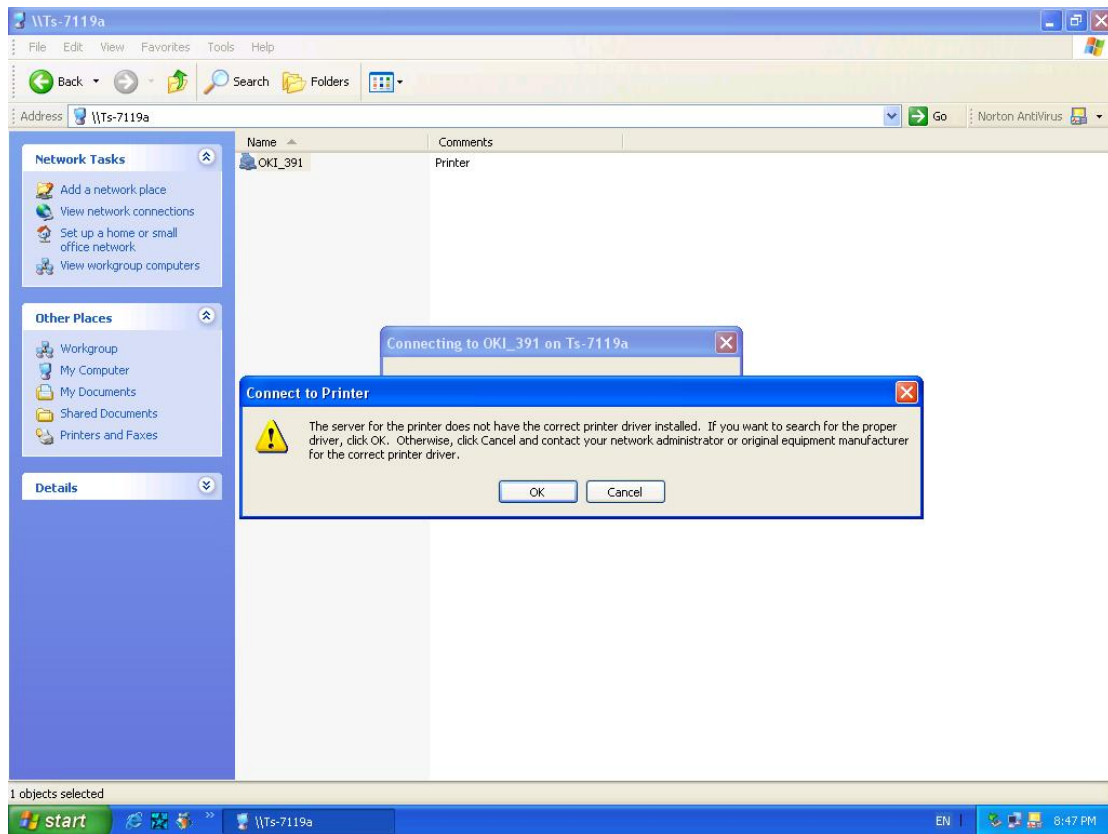 \\Ts-7119a
File Edit View Favorites Tools Help
Back Search Folders
Address \\Ts-7119a Go Norton AntiVirus
Name Comments
OKI_391 Printer
Network Tasks
Add a network place
View network connections
Set up a home or small
office network
View workgroup computers
Other Places
Workgroup
My Computer
My Documents
Shared Documents
Printers and Faxes
Details
Connecting to OKI_391 on Ts-7119a
Connect to Printer
The server for the printer does not have the correct printer driver installed. If you want to search for the proper
driver, click OK. Otherwise, click Cancel and contact your network administrator or original equipment manufacturer
for the correct printer driver.
OK Cancel
1 objects selected
start \\Ts-7119a EN 8:47 PM